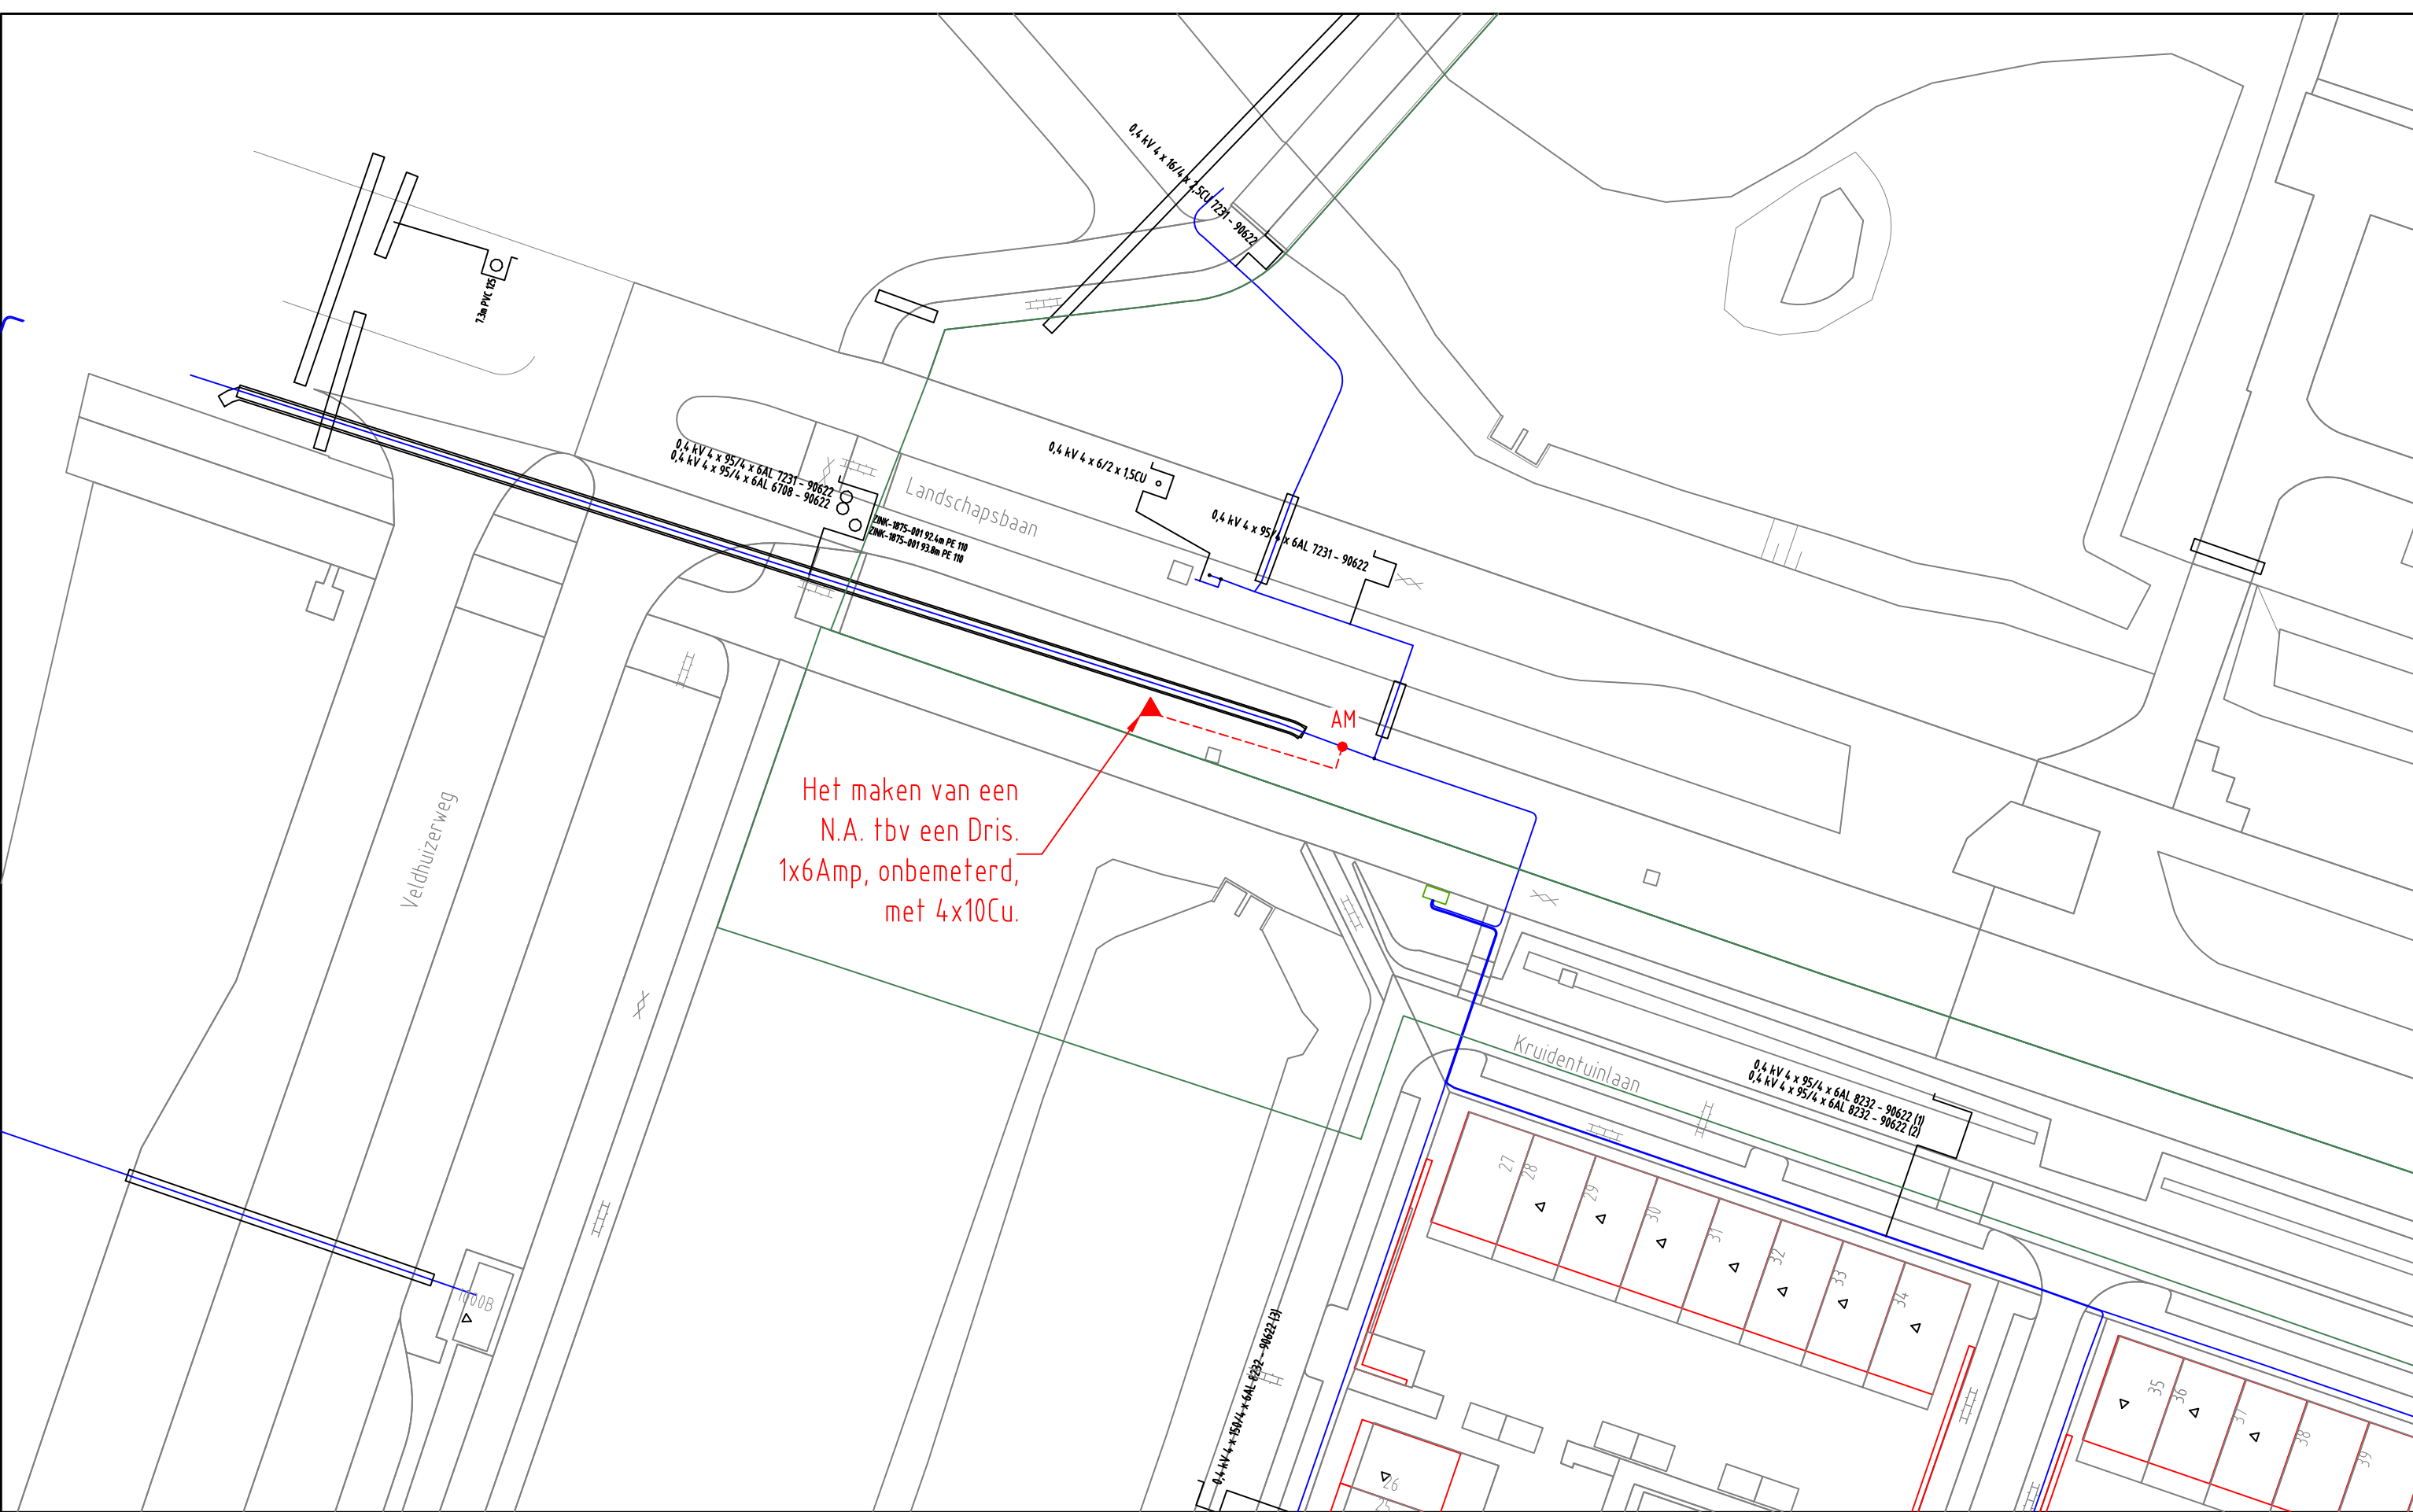 0,4 kV 4 x 16/4 x 2,5CU 7231 - 90622
7.3m PVC 125
0,4 kV 4 x 95/4 x 6AL 7231 - 90622
0,4 kV 4 x 95/4 x 6AL 6708 - 90622
ZINK-1875-001 92.4m PE 110
ZINK-1875-001 93.8m PE 110
Landschapsbaan
0,4 kV 4 x 6/2 x 1,5CU
0,4 kV 4 x 95/4 x 6AL 7231 - 90622
AM
Het maken van een
N.A. tbv een Dris.
1x6Amp, onbemeterd,
met 4x10Cu.
Veldhuizerweg
Kruidentuinlaan
0,4 kV 4 x 95/4 x 6AL 8232 - 90622 (1)
0,4 kV 4 x 95/4 x 6AL 8232 - 90622 (2)
27
28
29
30
31
32
33
34
1000B
0,4 kV 4 x 150/4 x 6AL 8232 - 90622 (3)
35
36
37
38
39
26
25